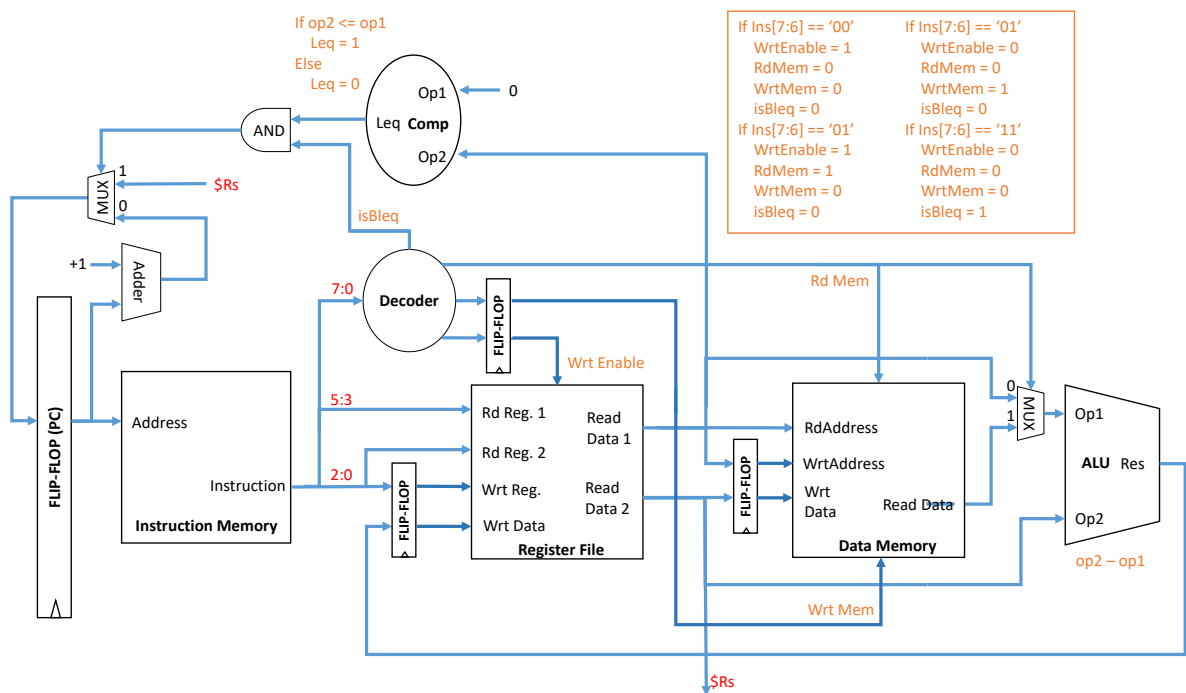 If op2 <= op1
Leq = 1
Else
Leq = 0
If Ins[7:6] == ‘00’
WrtEnable = 1
RdMem = 0
WrtMem = 0
isBleq = 0
If Ins[7:6] == ‘01’
WrtEnable = 0
RdMem = 0
WrtMem = 1
isBleq = 0
If Ins[7:6] == ‘01’
WrtEnable = 1
RdMem = 1
WrtMem = 0
isBleq = 0
If Ins[7:6] == ‘11’
WrtEnable = 0
RdMem = 0
WrtMem = 0
isBleq = 1
Op1
0
Leq Comp
Op2
AND
MUX
1
$Rs
0
isBleq
+1
Adder
7:0
Decoder
FLIP-FLOP
FLIP-FLOP
Rd Mem
Wrt Enable
FLIP-FLOP (PC)
Address
Instruction
Instruction Memory
5:3
2:0
FLIP-FLOP
Rd Reg. 1
Rd Reg. 2
Wrt Reg.
Wrt Data
Read
Data 1
Read
Data 2
Register File
FLIP-FLOP
RdAddress
WrtAddress
Wrt
Data
Read Data
Data Memory
0
1
MUX
Op1
ALU Res
Op2
op2 – op1
Wrt Mem
$Rs